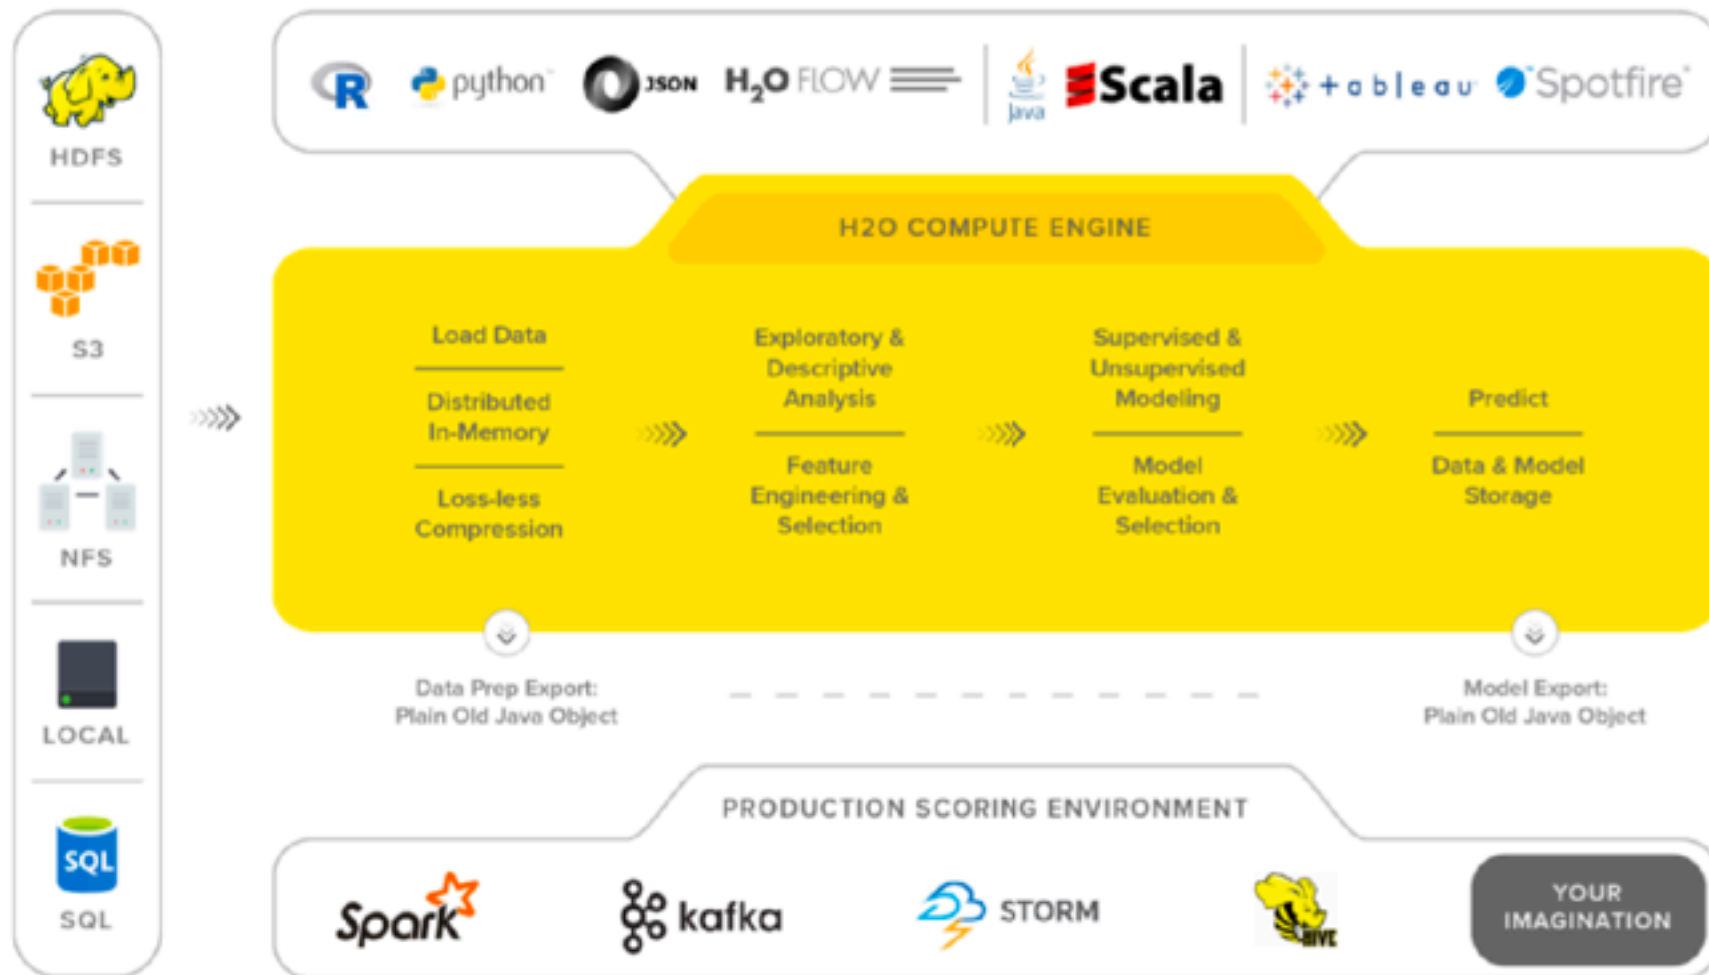 HDFS
S3
NFS
LOCAL
SQL
SQL
R
python
JSON
H2O FLOW
Java
Scala
+ableau
Spotfire
H2O COMPUTE ENGINE
Load Data
Distributed
In-Memory
Loss-less
Compression
Exploratory &
Descriptive
Analysis
Feature
Engineering &
Selection
Supervised &
Unsupervised
Modeling
Model
Evaluation &
Selection
Predict
Data & Model
Storage
Data Prep Export:
Plain Old Java Object
Model Export:
Plain Old Java Object
PRODUCTION SCORING ENVIRONMENT
Spark
kafka
STORM
HIVE
YOUR
IMAGINATION